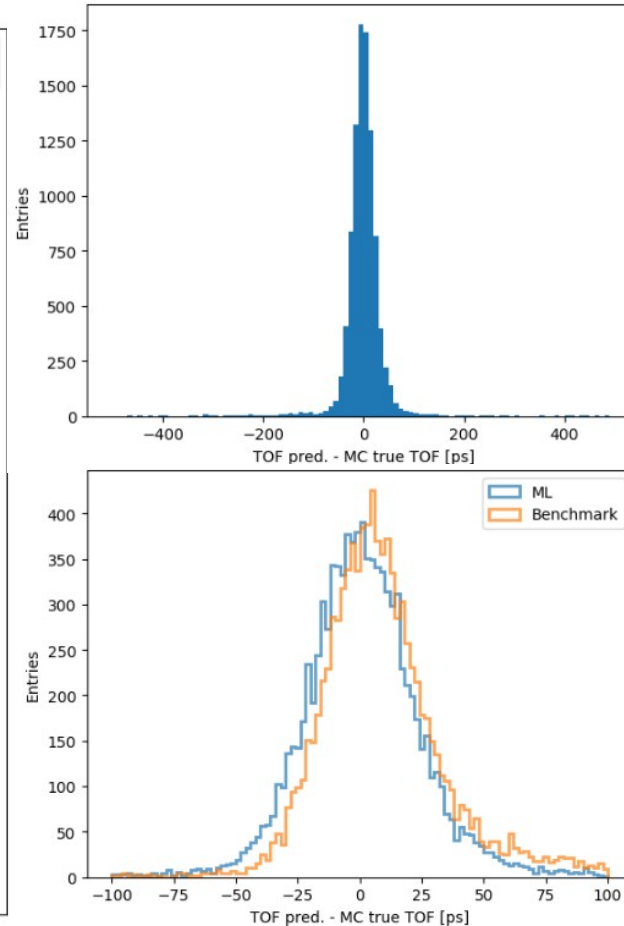 1750
1500
1250
1000
750
500
250
0
Entries
−400 −200 0 200 400
TOF pred. - MC true TOF [ps]
ML
Benchmark
400
350
300
250
200
150
100
50
0
Entries
−100 −75 −50 −25 0 25 50 75 100
TOF pred. - MC true TOF [ps]